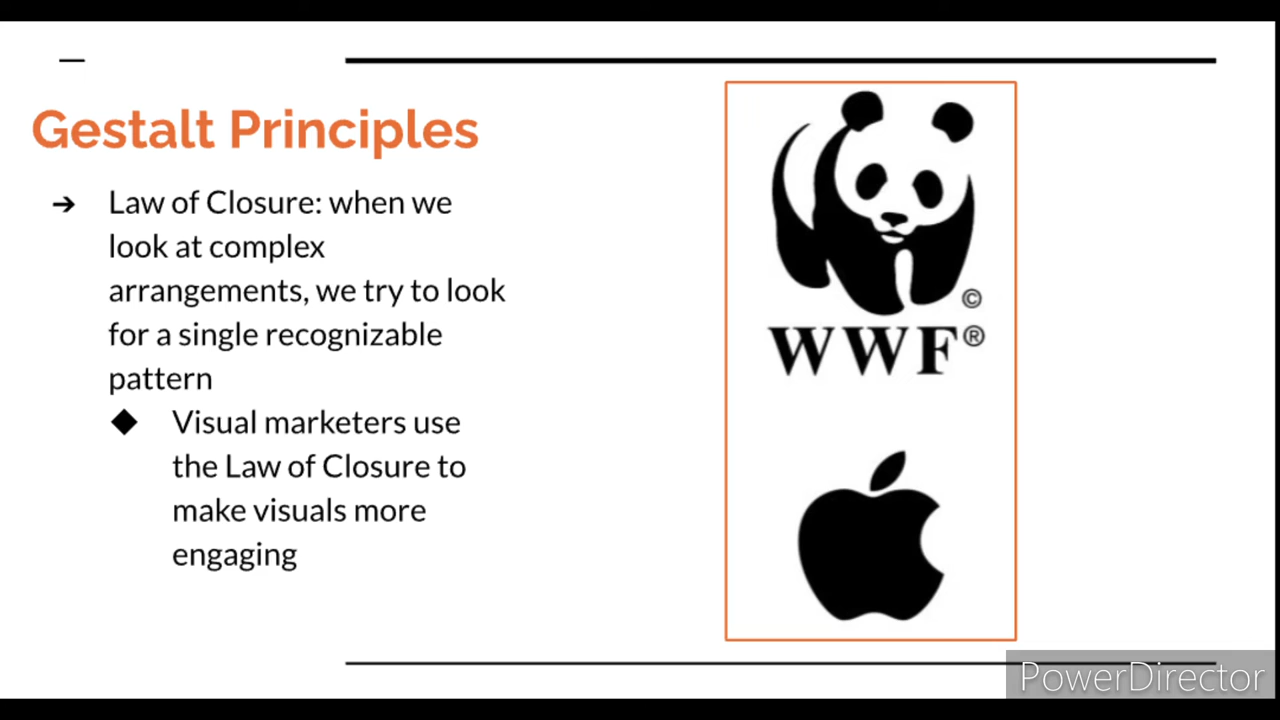 Gestalt Principles
➔ Law of Closure: when we
look at complex
arrangements, we try to look
for a single recognizable
pattern
◆ Visual marketers use
the Law of Closure to
make visuals more
engaging
©
WWF®
PowerDirector